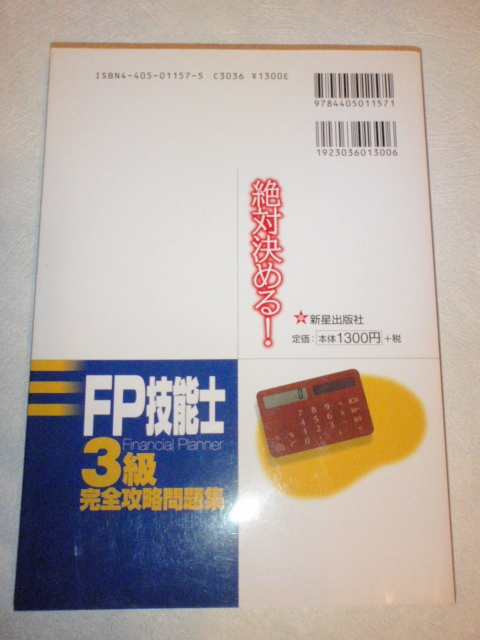 ISBN4-405-01157-5 C3036 ¥1300E
9784405011571
1923036013006
絶対決める!
新星出版社
定価:本体1300円+税
FP技能士
Financial Planner
3級
完全攻略問題集